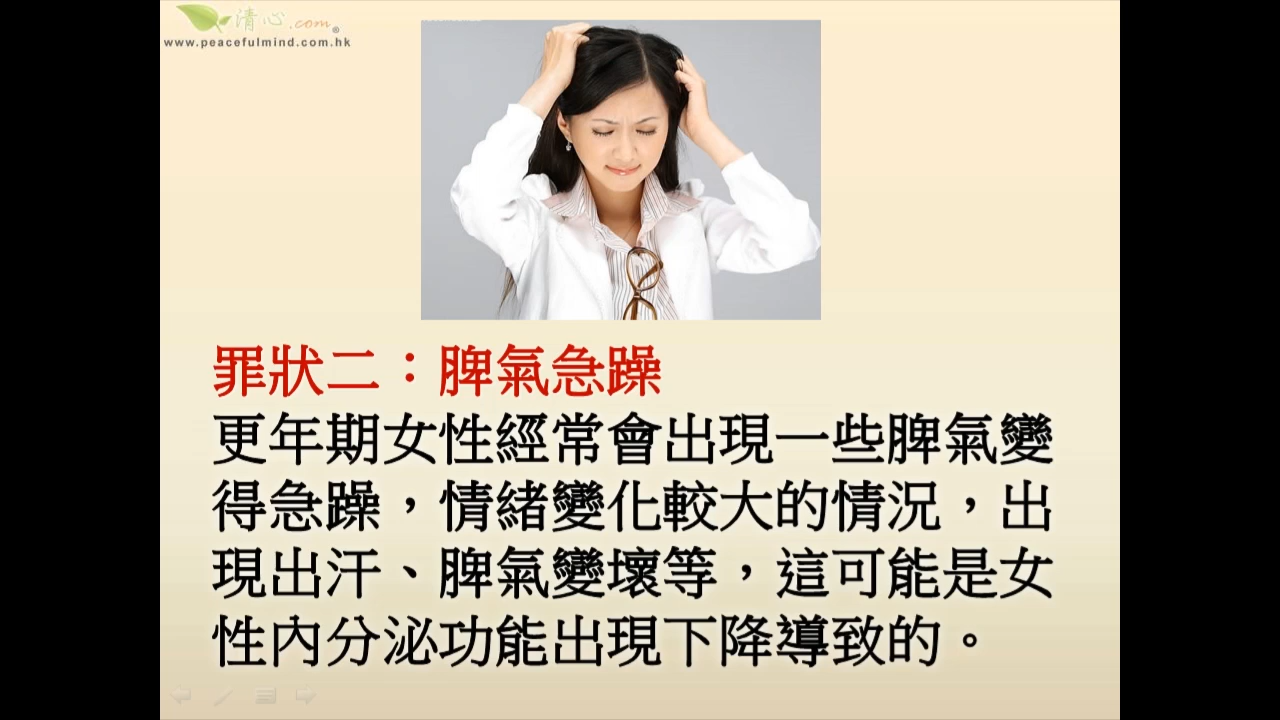 清心.com®
www.peacefulmind.com.hk
罪狀二：脾氣急躁
更年期女性經常會出現一些脾氣變
得急躁，情緒變化較大的情況，出
現出汗、脾氣變壞等，這可能是女
性內分泌功能出現下降導致的。